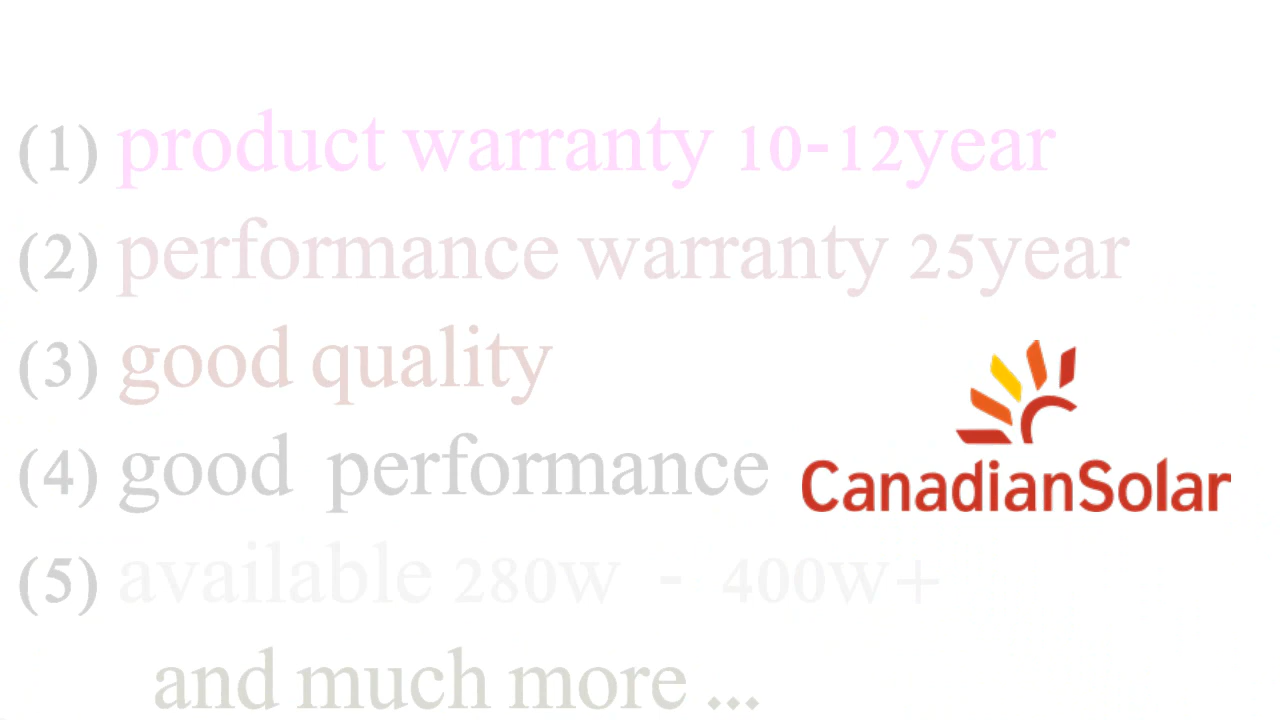 (1) product warranty 10-12year
(2) performance warranty 25year
(3) good quality
(4) good performance
CanadianSolar
(5) available 280w - 400w+
and much more ...